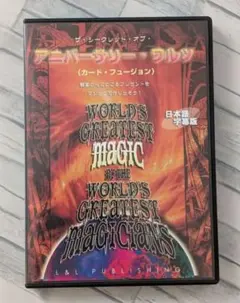 ザ・シークレット・オブ・
アニバーサリー・ワルツ
(カード・フュージョン)
WORLD'S
GREATEST
MAGIC
BY THE
WORLD'S
GREATEST
MAGICIANS
日本語
字幕版
L&L PUBLISHING